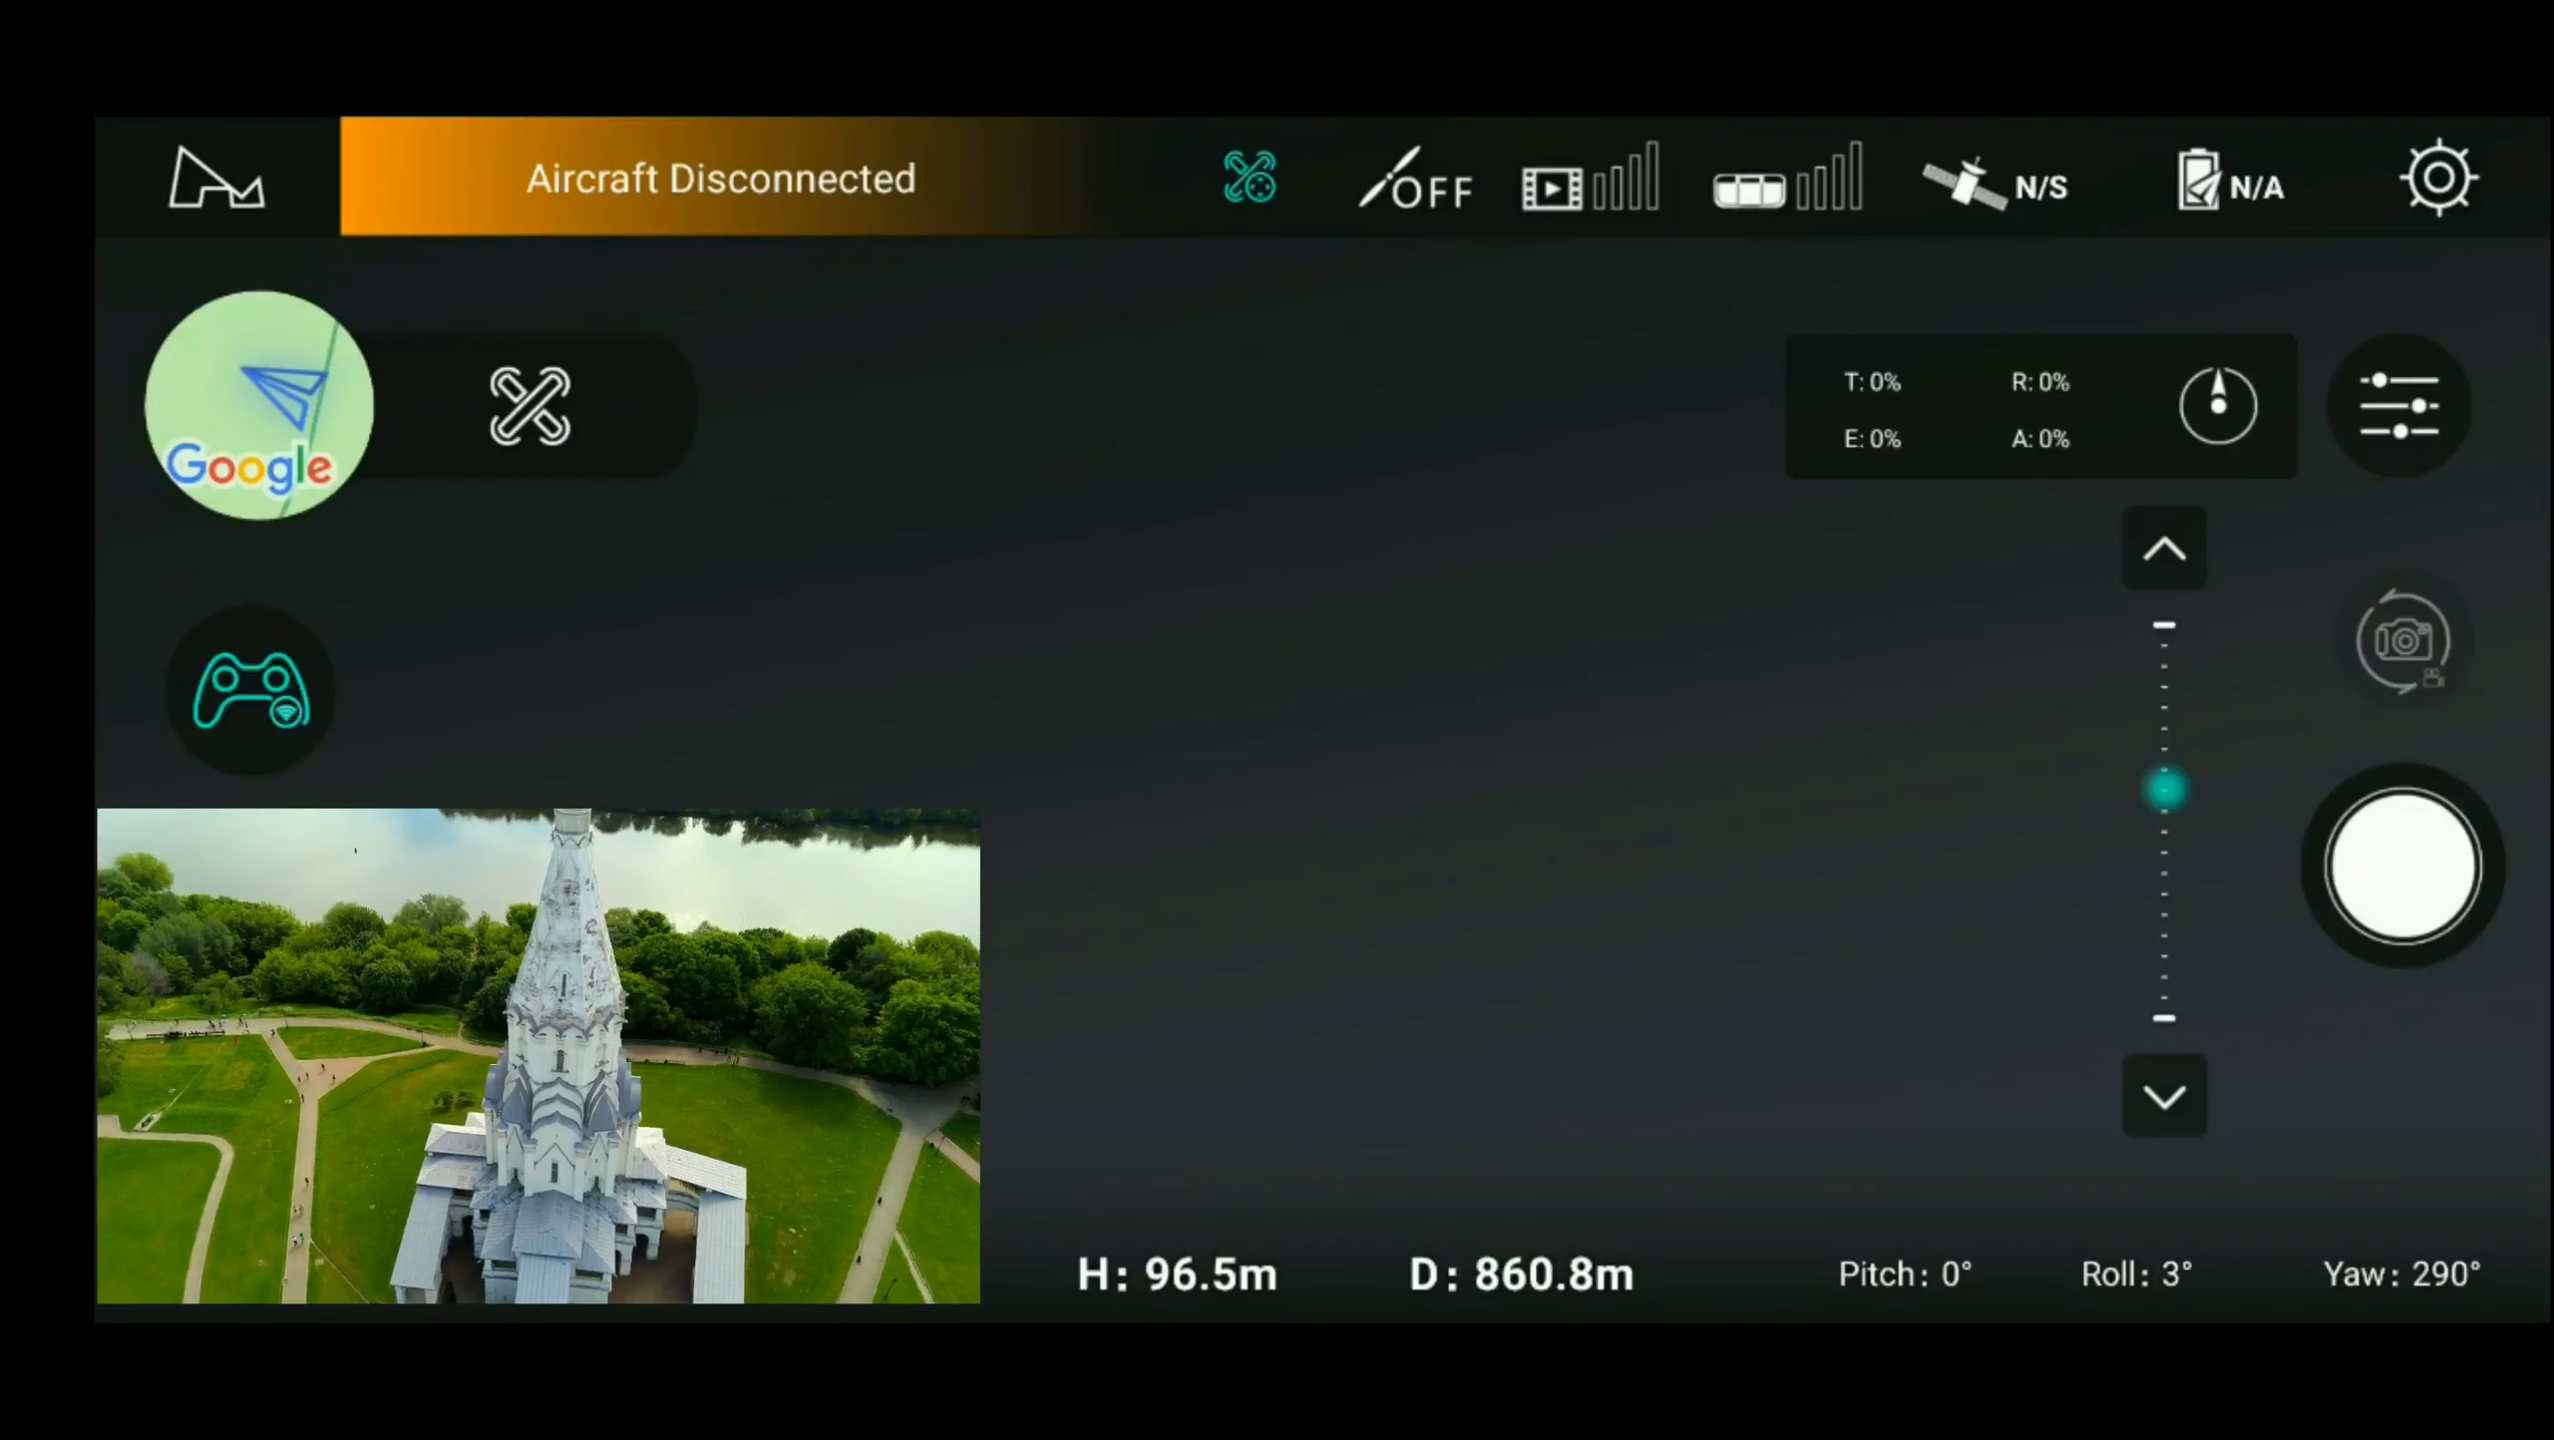 Aircraft Disconnected
OFF
N/S
N/A
Google
T: 0%
R: 0%
E: 0%
A: 0%
H: 96.5m
D: 860.8m
Pitch: 0°
Roll: 3°
Yaw: 290°